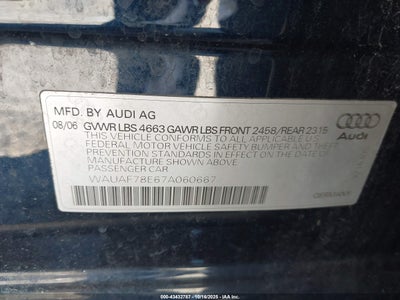 MFD. BY AUDI AG
08/06 GVWR LBS 4663 GAWR LBS FRONT 2458/REAR 2315
THIS VEHICLE CONFORMS TO ALL APPLICABLE U.S.
FEDERAL MOTOR VEHICLE SAFETY BUMPER AND THEFT
PREVENTION STANDARDS IN EFFECT ON THE DATE OF
MANUFACTURE SHOWN ABOVE.
PASSENGER CAR
WAUAF78E67A060667
Audi
GERMANY
000-43432787 - 10/16/2025 - © IAA, Inc.